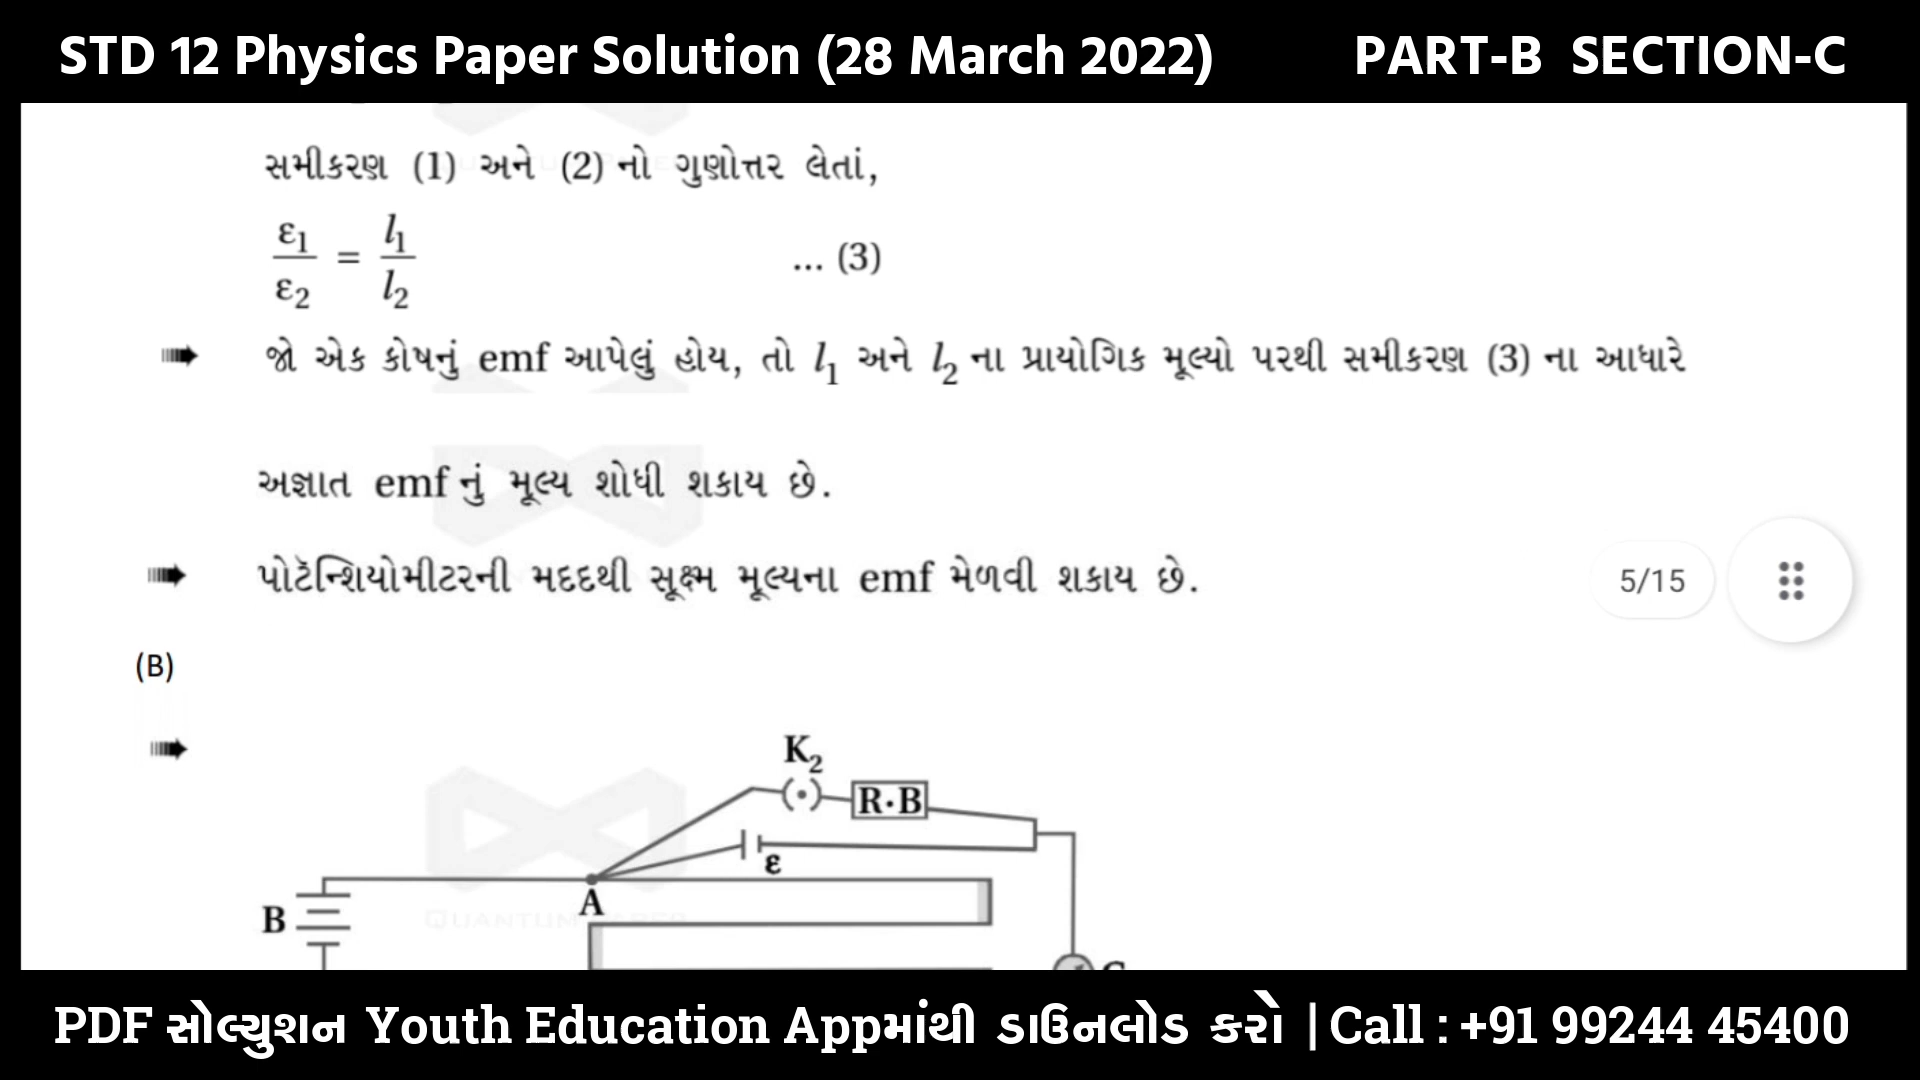 STD 12 Physics Paper Solution (28 March 2022) PART-B SECTION-C
સમીકરણ (1) અને (2) નો ગુણોત્તર લેતાં,
ε1/ε2 = l1/l2 ... (3)
જો એક કોષનું emf આપેલું હોય, તો l1 અને l2 ના પ્રાયોગિક મૂલ્યો પરથી સમીકરણ (3) ના આધારે
અજ્ઞાત emf નું મૂલ્ય શોધી શકાય છે.
પોટેન્શિયોમીટરની મદદથી સૂક્ષ્મ મૂલ્યના emf મેળવી શકાય છે.
5/15
(B)
K2
R·B
ε
A
B
QUANTUM PAPER
PDF સોલ્યુશન Youth Education Appમાંથી ડાઉનલોડ કરો | Call : +91 99244 45400